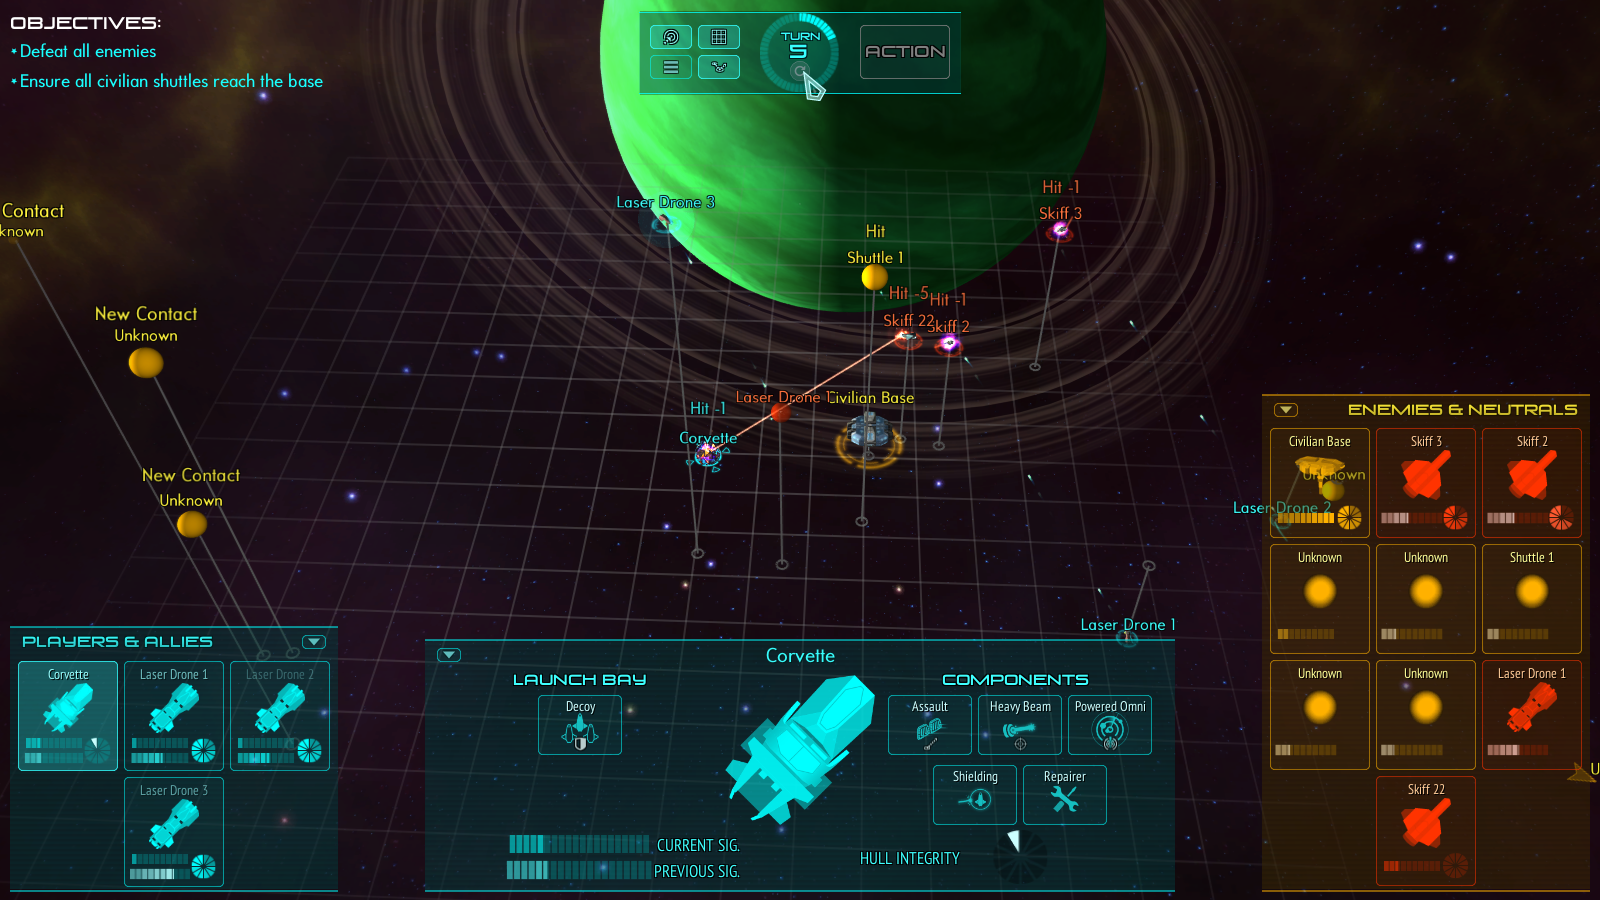 OBJECTIVES:
Defeat all enemies
Ensure all civilian shuttles reach the base
TURN
5
ACTION
Contact
known
New Contact
Unknown
New Contact
Unknown
Laser Drone 3
Hit
Shuttle 1
Hit -1
Skiff 3
Hit -5
Hit -1
Skiff 22
Skiff 2
Laser Drone 1
Civilian Base
Hit -1
Corvette
Laser Drone 1
Unknown
Laser Drone 2
ENEMIES & NEUTRALS
Civilian Base
Skiff 3
Skiff 2
Unknown
Unknown
Shuttle 1
Unknown
Unknown
Laser Drone 1
Skiff 22
U
PLAYERS & ALLIES
Corvette
Laser Drone 1
Laser Drone 2
Laser Drone 3
Corvette
LAUNCH BAY
Decoy
COMPONENTS
Assault
Heavy Beam
Powered Omni
Shielding
Repairer
CURRENT SIG.
PREVIOUS SIG.
HULL INTEGRITY